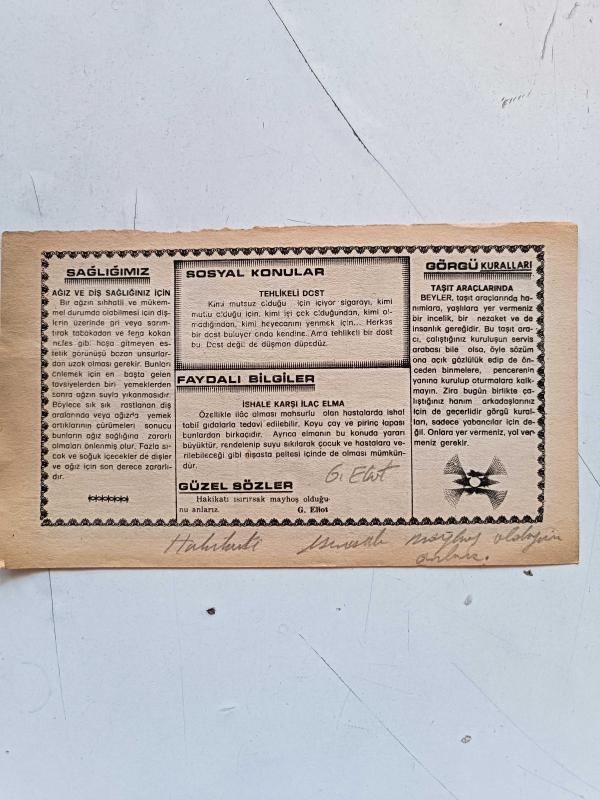 SAĞLIĞIMIZ
AĞIZ VE DİŞ SAĞLIĞINIZ İÇİN
Bir ağzın sıhhatli ve mükem-
mel durumda olabilmesi için diş-
lerin üzerinde gri veya sarım-
tırak tabakadan ve fena kokan
nefes gibi hoşa gitmeyen es-
tetik görünüşü bozan unsurlar-
dan uzak olması gerekir. Bunları
önlemek için en başta gelen
tavsiyelerden biri yemeklerden
sonra ağzın suyla yıkanmasıdır.
Böylece sık sık rastlanan diş
aralarında veya ağızda yemek
artıklarının çürümeleri sonucu
bunların ağız sağlığına zararlı
olmaları önlenmiş olur. Fazla sı-
cak ve soğuk içecekler de dişler
ve ağız için son derece zararlı-
dır.
SOSYAL KONULAR
TEHLİKELİ DOST
Kimi mutsuz olduğu için içiyor sigarayı, kimi
mutlu olduğu için, kimi işi çok olduğundan, kimi ol-
madığından, kimi heyecanını yenmek için... Herkes
bir dost buluyor onda kendine. Ama tehlikeli bir dost
bu. Dost değil de düşman düpedüz.
FAYDALI BİLGİLER
İSHALE KARŞI İLAÇ ELMA
Özellikle ilâç alması mahsurlu olan hastalarda ishal
tabiî gıdalarla tedavi edilebilir. Koyu çay ve pirinç lapası
bunlardan birkaçıdır. Ayrıca elmanın bu konuda yararı
büyüktür, rendelenip suyu sıkılarak çocuk ve hastalara ve-
rilebileceği gibi nişasta peltesi içinde de olması mümkün-
dür.
GÜZEL SÖZLER
Hakikatı ısırırsak mayhoş olduğu-
nu anlarız. G. Eliot
GÖRGÜ KURALLARI
TAŞIT ARAÇLARINDA
BEYLER, taşıt araçlarında ha-
nımlara, yaşlılara yer vermeniz
bir incelik, bir nezaket ve de
insanlık gereğidir. Bu taşıt ara-
cı, çalıştığınız kuruluşun servis
arabası bile olsa, öyle sözüm
ona açık gözlülük edip de ön-
ceden binmelere, pencerenin
yanına kurulup oturmalara kalk-
mayın. Zira bugün birlikte ça-
lıştığınız hanım arkadaşlarınız
için de geçerlidir görgü kural-
ları, sadece yabancılar için de-
ğil. Onlara yer vermeniz, yol ver-
meniz gerekir.
G. Eliot
Hakikati ısırırsak mayhoş olduğunu
anlarız.